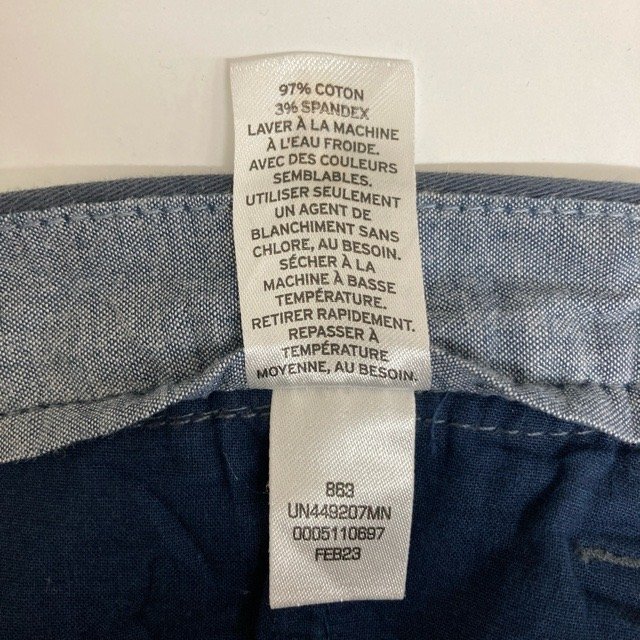 97% COTON
3% SPANDEX
LAVER À LA MACHINE
À L'EAU FROIDE.
AVEC DES COULEURS
SEMBLABLES.
UTILISER SEULEMENT
UN AGENT DE
BLANCHIMENT SANS
CHLORE, AU BESOIN.
SÉCHER À LA
MACHINE À BASSE
TEMPÉRATURE.
RETIRER RAPIDEMENT.
REPASSER À
TEMPÉRATURE
MOYENNE, AU BESOIN.
863
UN449207MN
0005110697
FEB23